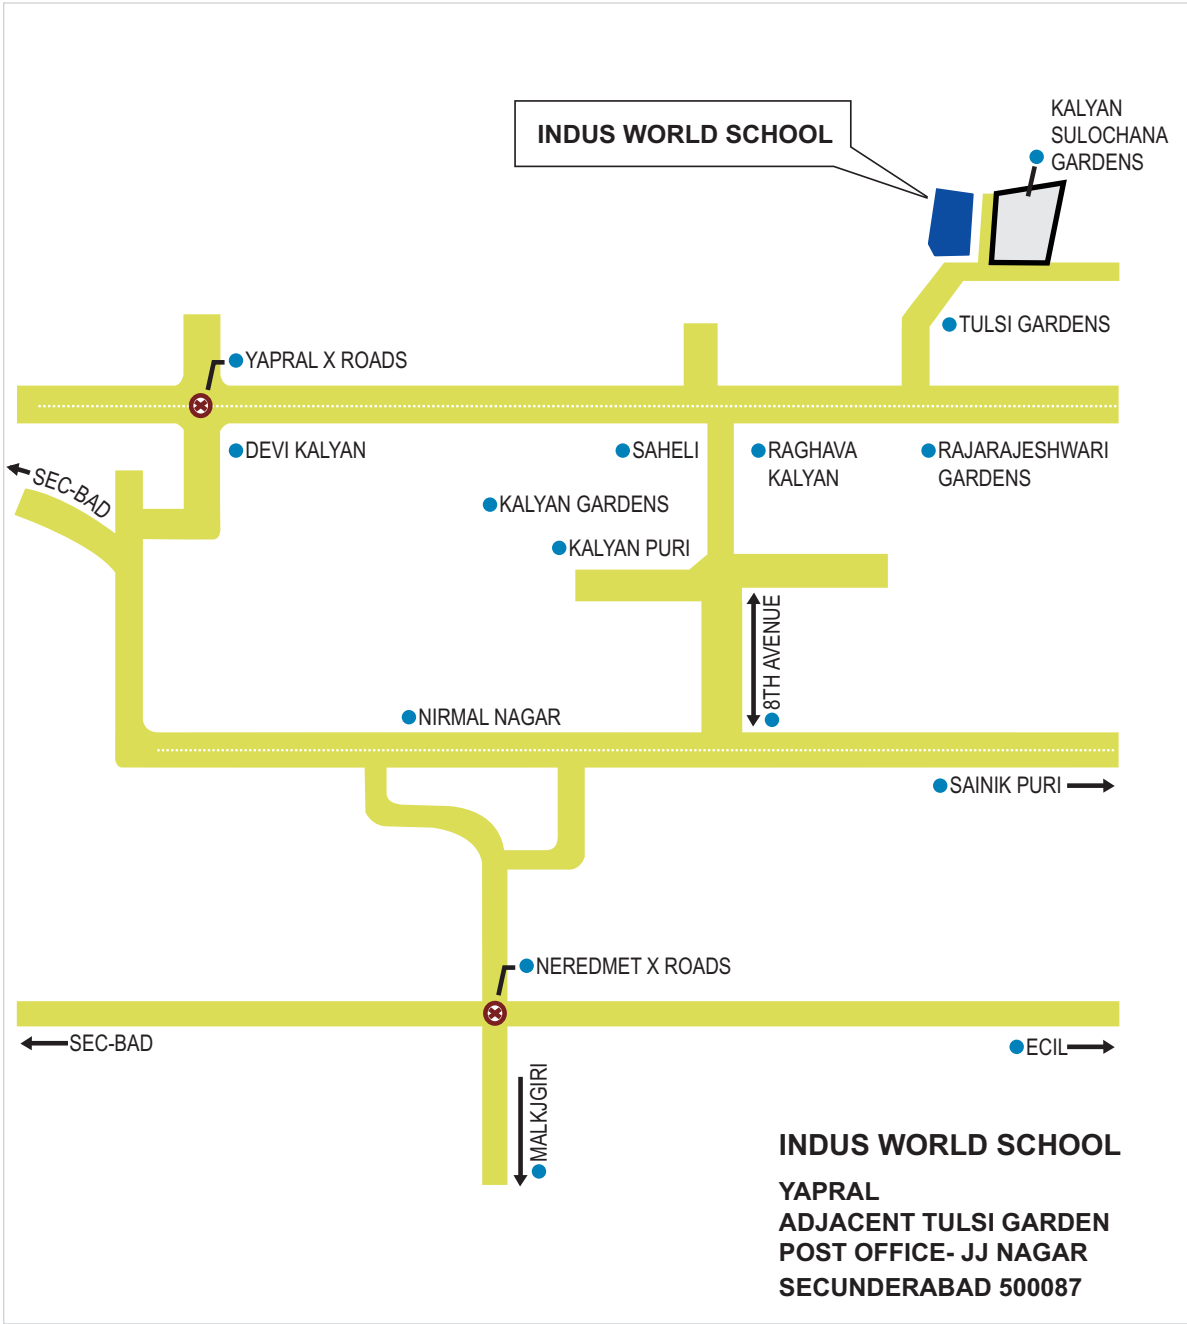 KALYAN
SULOCHANA
GARDENS
INDUS WORLD SCHOOL
TULSI GARDENS
YAPRAL X ROADS
DEVI KALYAN
SAHELI
RAGHAVA
KALYAN
RAJARAJESHWARI
GARDENS
SEC-BAD
KALYAN GARDENS
KALYAN PURI
8TH AVENUE
NIRMAL NAGAR
SAINIK PURI
NEREDMET X ROADS
SEC-BAD
ECIL
MALKJGIRI
INDUS WORLD SCHOOL
YAPRAL
ADJACENT TULSI GARDEN
POST OFFICE- JJ NAGAR
SECUNDERABAD 500087